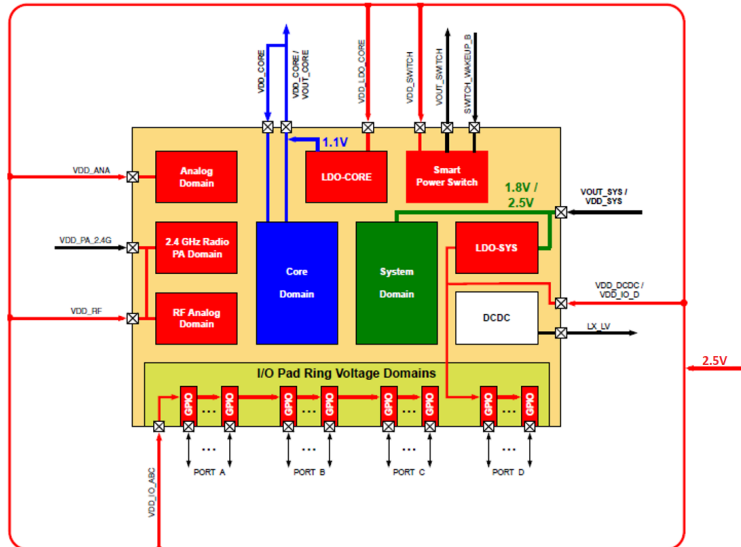 VDD_CORE
VDD_CORE /
VOUT_CORE
VDD_LDO_CORE
VDD_SWITCH
VOUT_SWITCH
SWITCH_WAKEUP_B
1.1V
VDD_ANA
Analog
Domain
LDO-CORE
Smart
Power Switch
1.8V /
2.5V
VOUT_SYS /
VDD_SYS
VDD_PA_2.4G
2.4 GHz Radio
PA Domain
Core
Domain
System
Domain
LDO-SYS
VDD_DCDC /
VDD_IO_D
VDD_RF
RF Analog
Domain
DCDC
LX_LV
2.5V
I/O Pad Ring Voltage Domains
GPIO
...
GPIO
GPIO
...
GPIO
GPIO
...
GPIO
GPIO
...
GPIO
...
...
...
...
PORT A
PORT B
PORT C
PORT D
VDD_IO_ABC